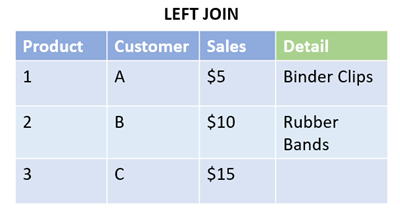 LEFT JOIN
Product Customer Sales Detail
1 A $5 Binder Clips
2 B $10 Rubber
Bands
3 C $15